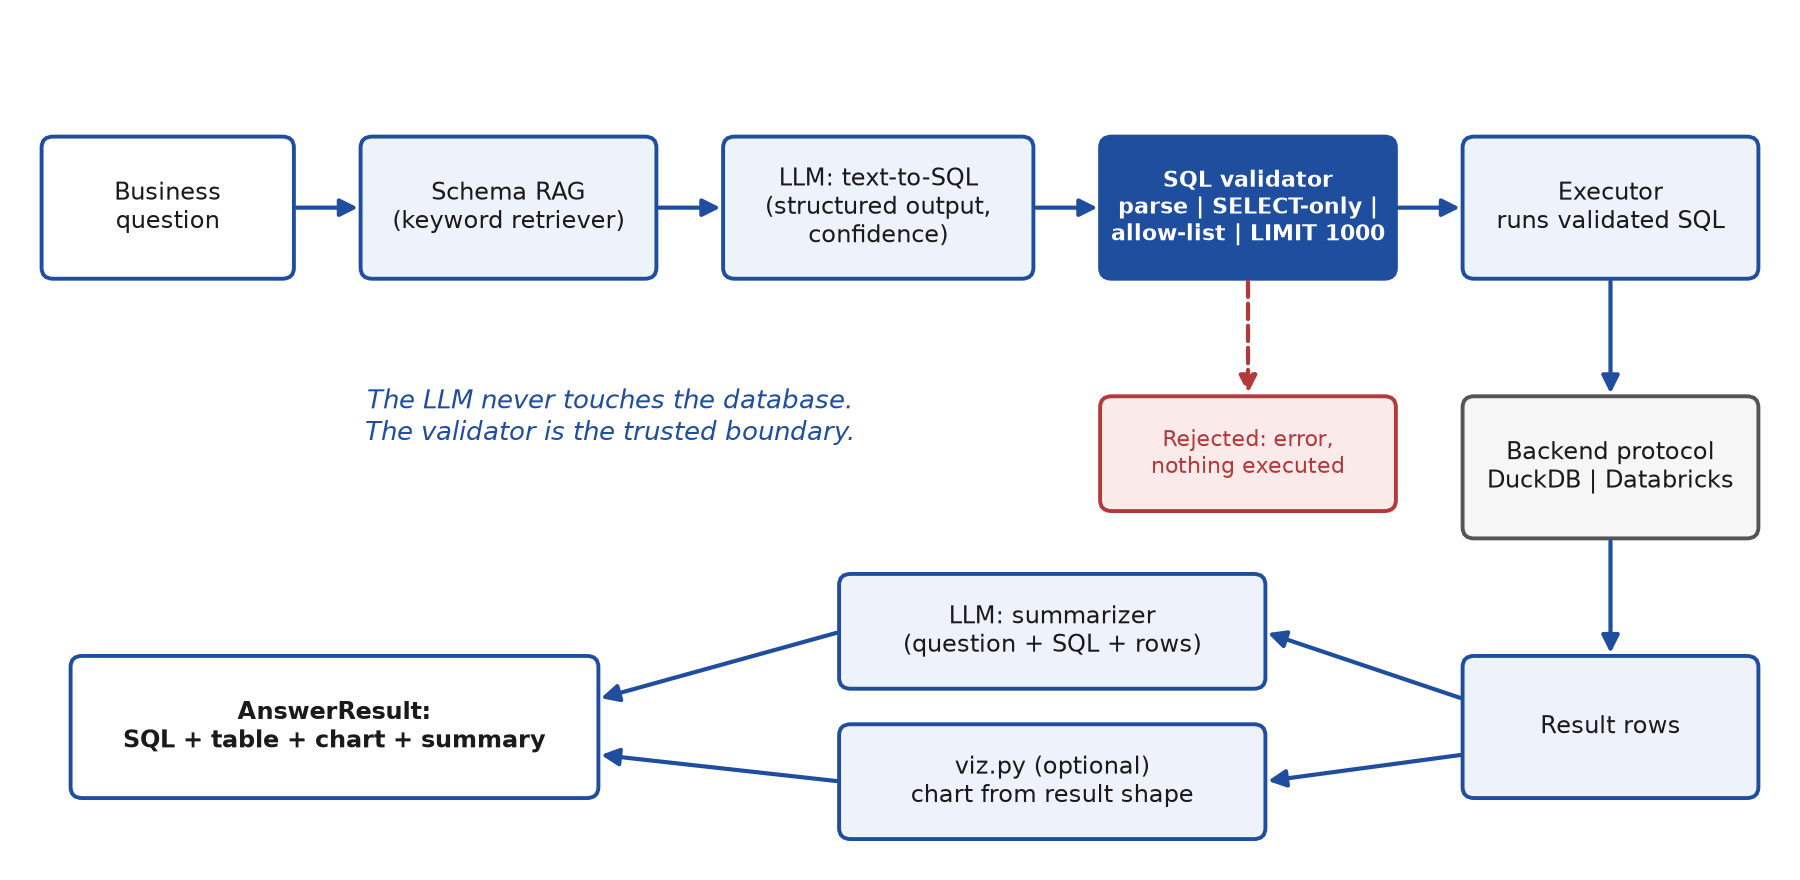 Business
question
Schema RAG
(keyword retriever)
LLM: text-to-SQL
(structured output,
confidence)
SQL validator
parse | SELECT-only |
allow-list | LIMIT 1000
Executor
runs validated SQL
The LLM never touches the database.
The validator is the trusted boundary.
Rejected: error,
nothing executed
Backend protocol
DuckDB | Databricks
LLM: summarizer
(question + SQL + rows)
AnswerResult:
SQL + table + chart + summary
Result rows
viz.py (optional)
chart from result shape